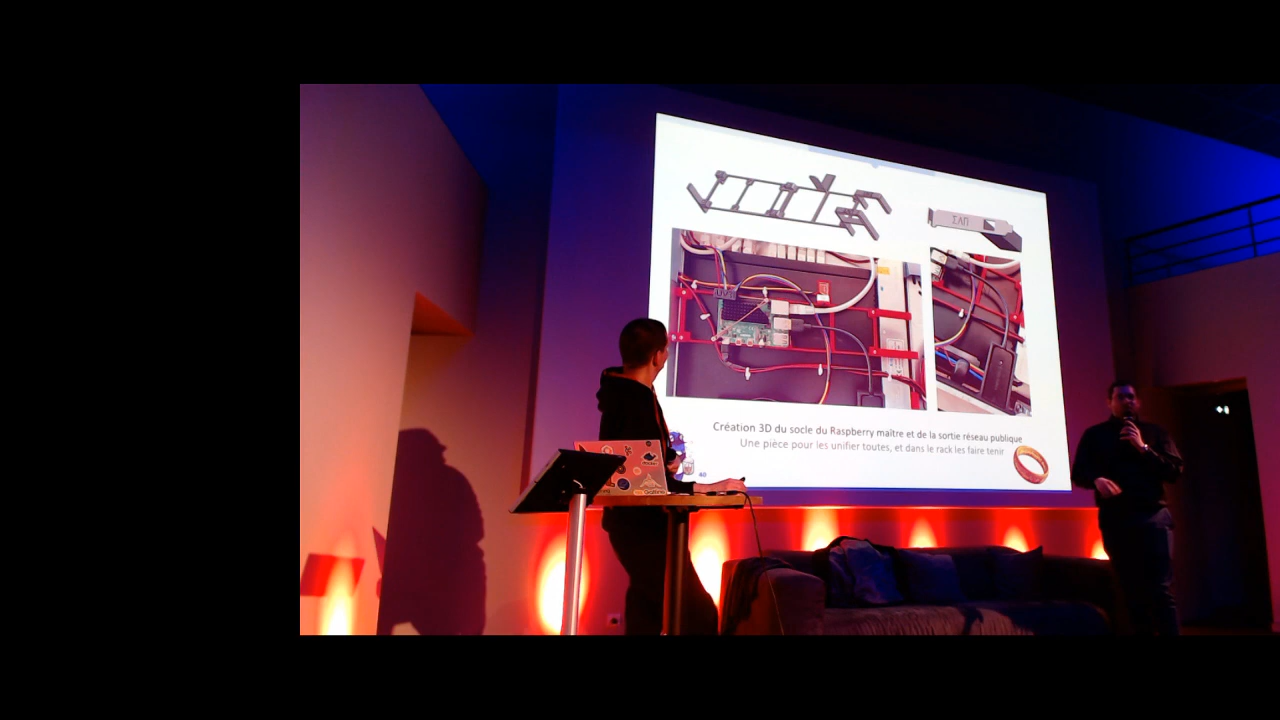 ΣΛΠ
Création 3D du socle du Raspberry maître et de la sortie réseau publique
Une pièce pour les unifier toutes, et dans le rack les faire tenir
40